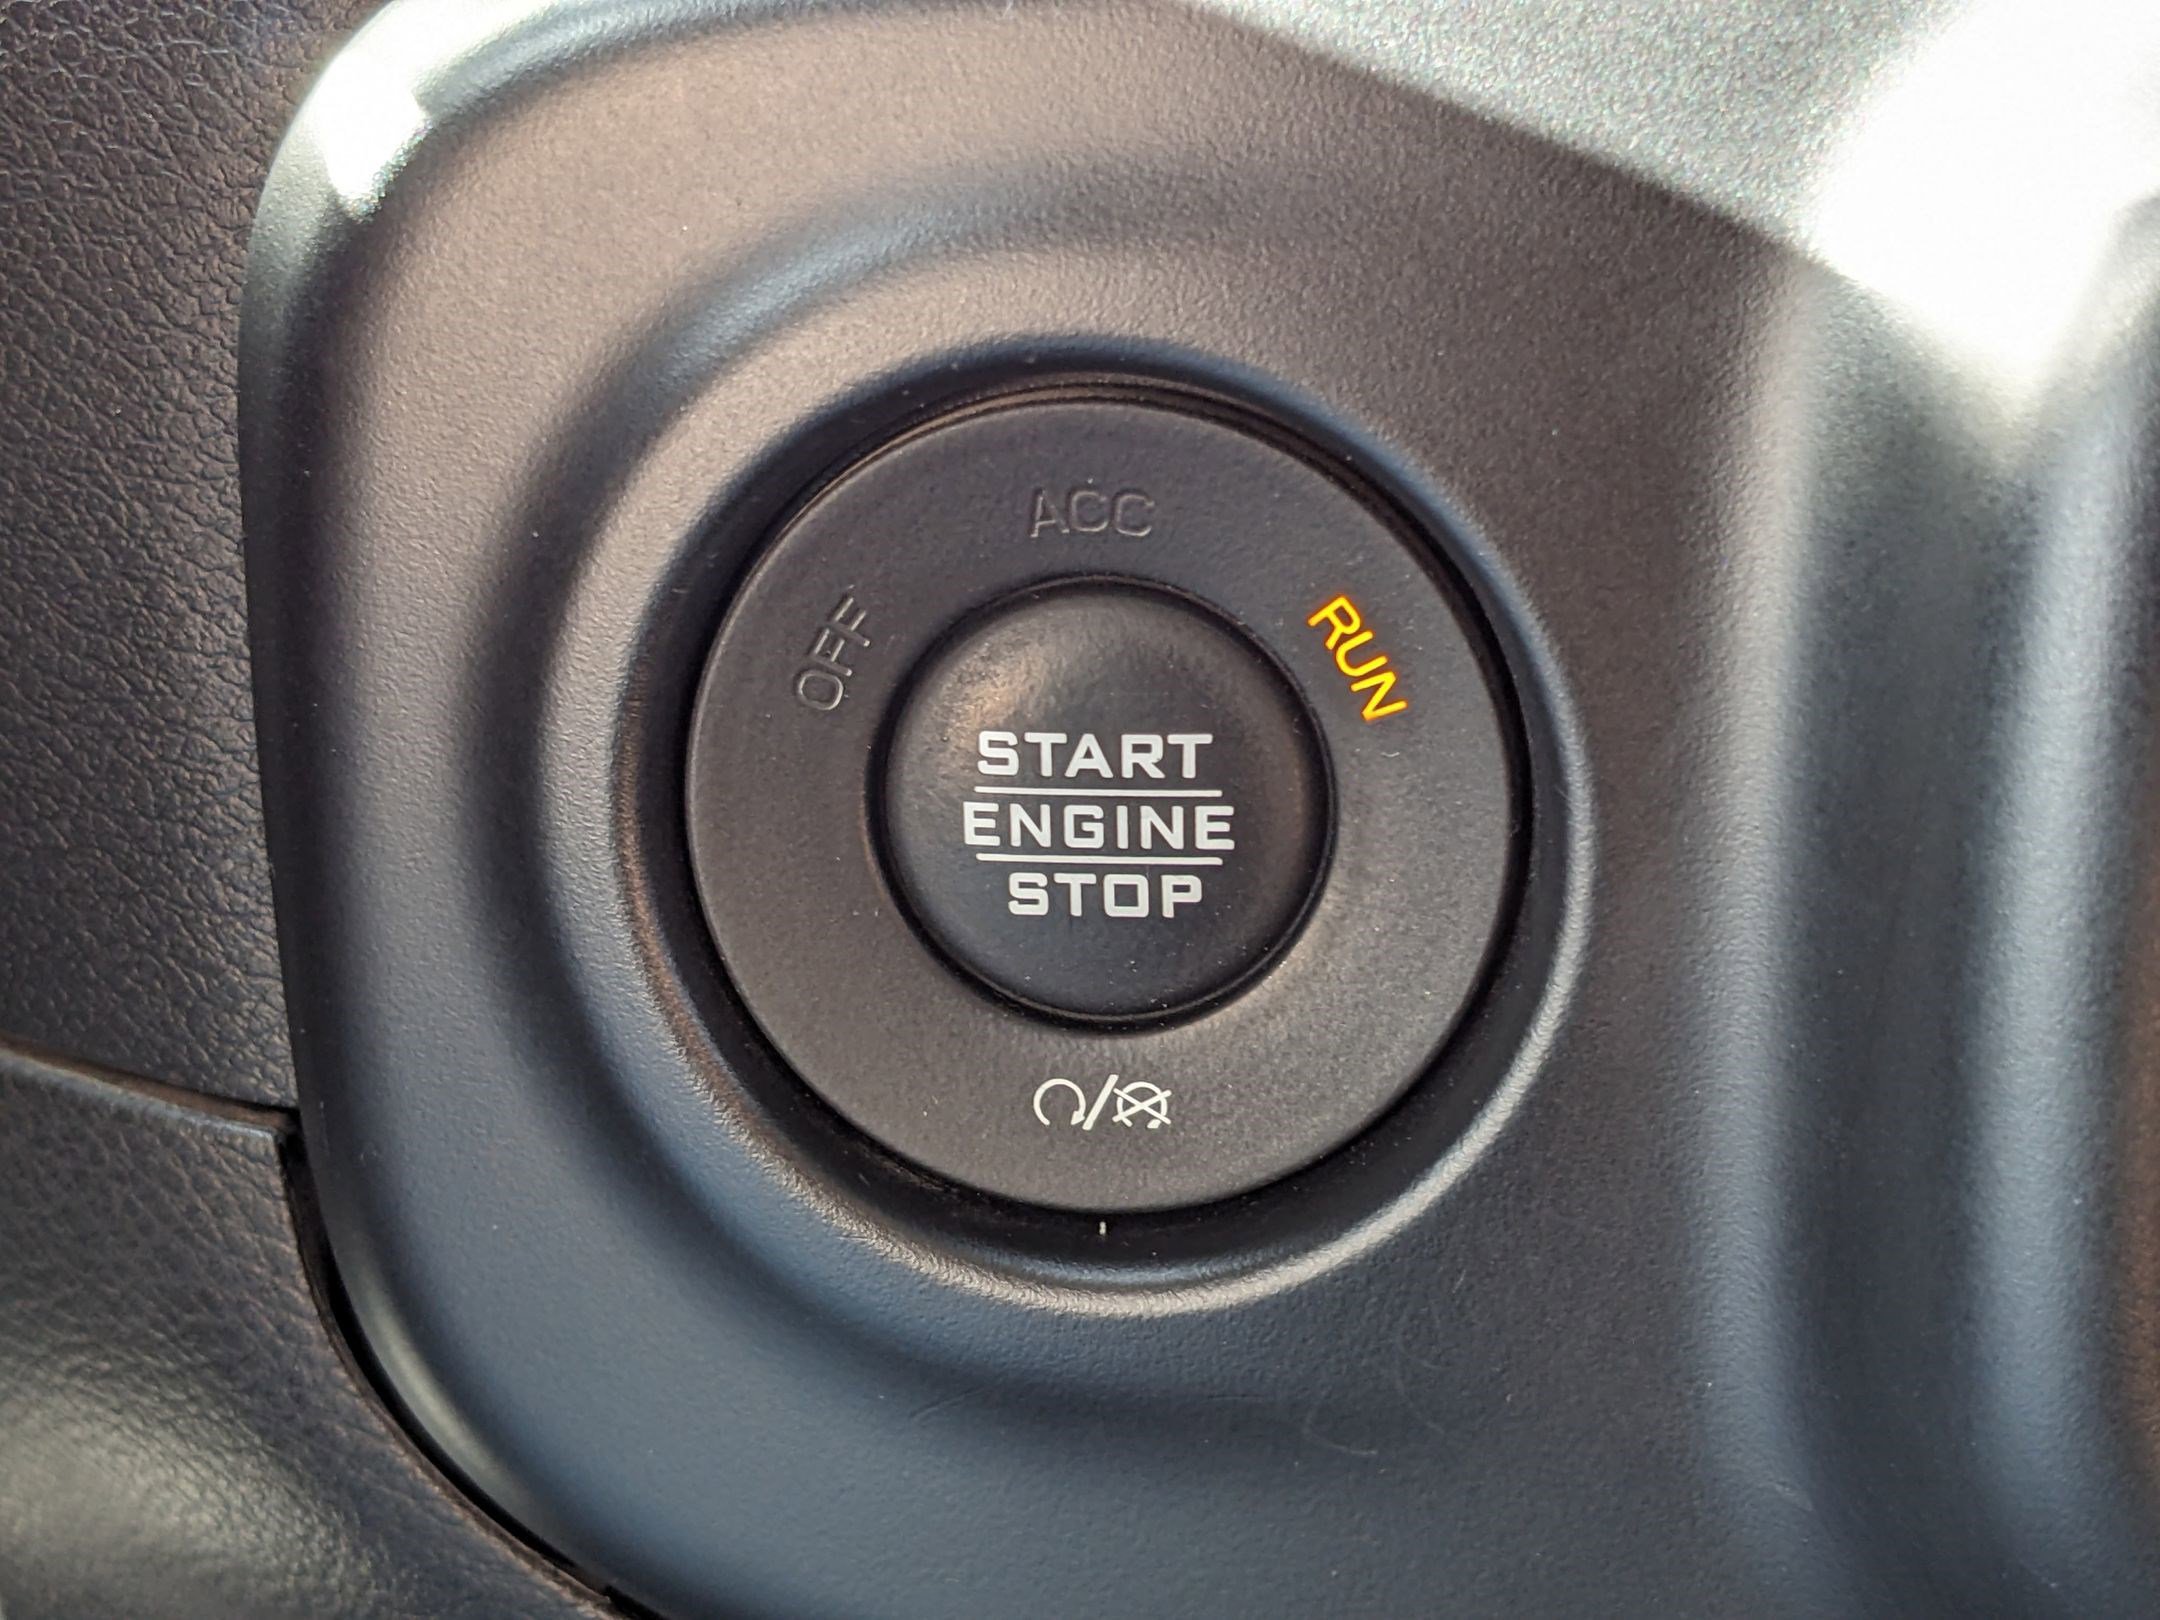 ACC
OFF
RUN
START
ENGINE
STOP